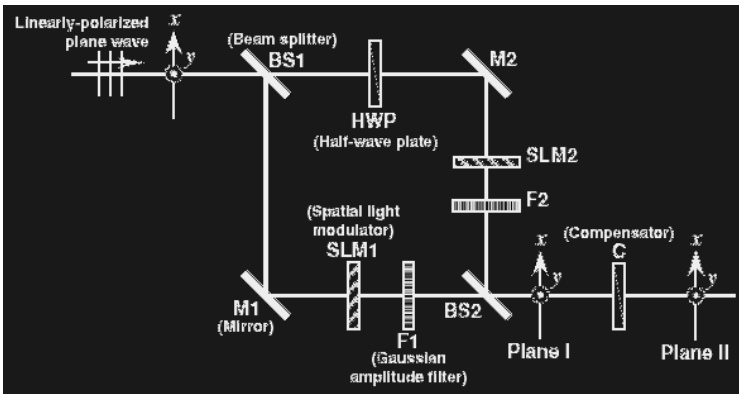 Linearly-polarized
plane wave
x
y
(Beam splitter)
BS1
M2
HWP
(Half-wave plate)
SLM2
F2
(Spatial light
modulator)
SLM1
(Compensator)
C
x
y
x
y
M1
(Mirror)
F1
(Gaussian
amplitude filter)
BS2
Plane I
Plane II